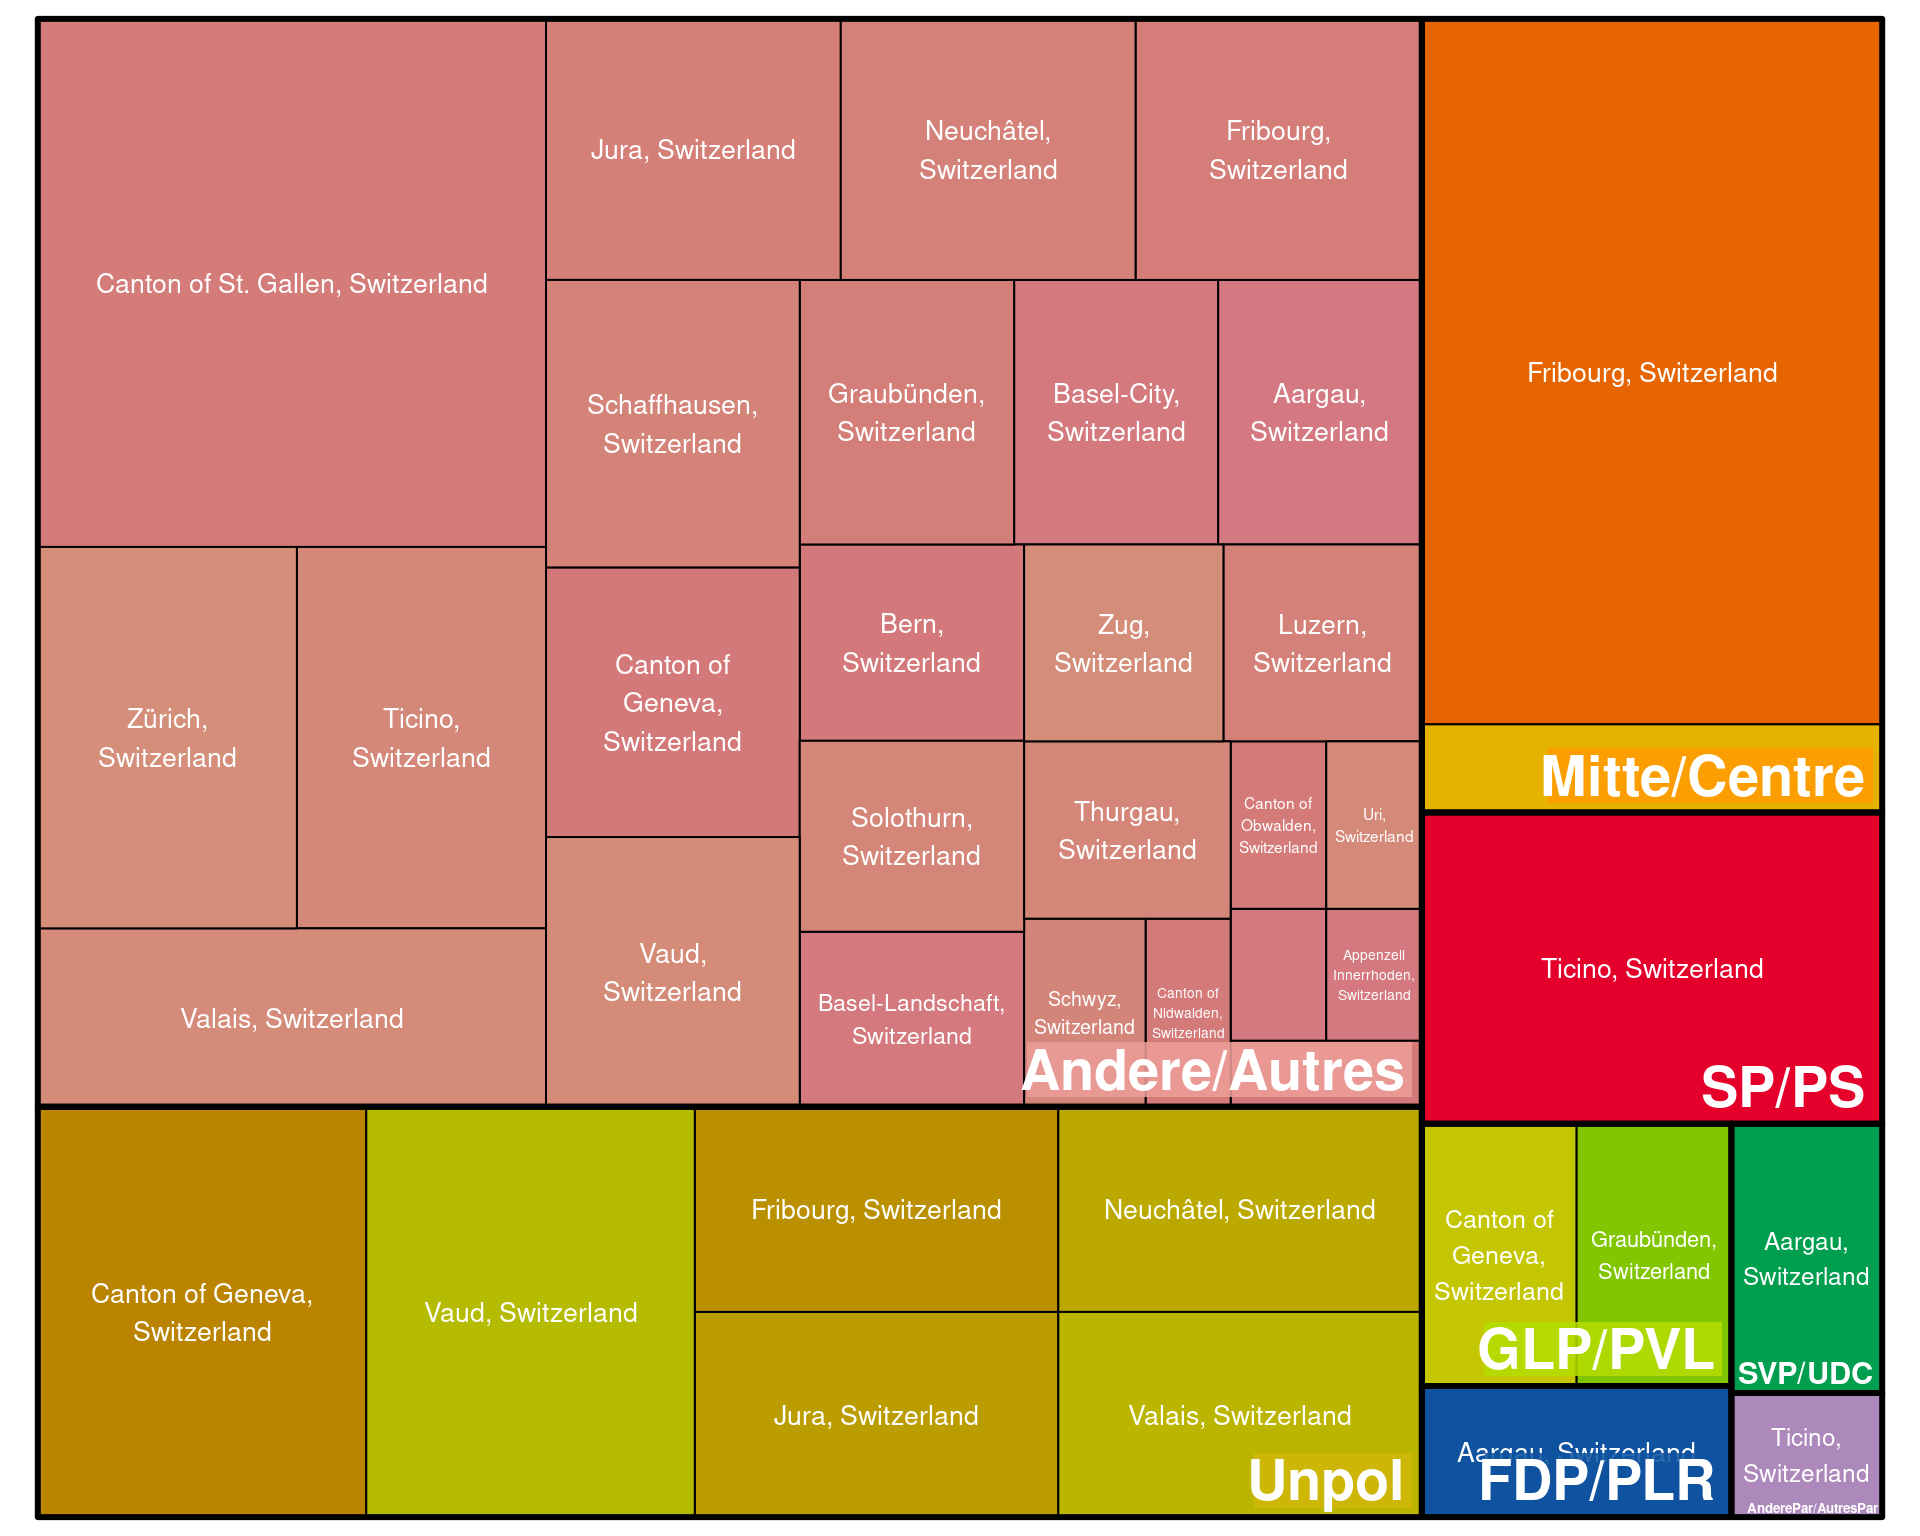 Canton of St. Gallen, Switzerland
Jura, Switzerland
Neuchâtel,
Switzerland
Fribourg,
Switzerland
Schaffhausen,
Switzerland
Graubünden,
Switzerland
Basel-City,
Switzerland
Aargau,
Switzerland
Zürich,
Switzerland
Ticino,
Switzerland
Canton of
Geneva,
Switzerland
Bern,
Switzerland
Zug,
Switzerland
Luzern,
Switzerland
Solothurn,
Switzerland
Thurgau,
Switzerland
Canton of
Obwalden,
Switzerland
Uri,
Switzerland
Valais, Switzerland
Vaud,
Switzerland
Basel-Landschaft,
Switzerland
Schwyz,
Switzerland
Canton of
Nidwalden,
Switzerland
Appenzell
Innerrhoden,
Switzerland
Andere/Autres
Canton of Geneva,
Switzerland
Vaud, Switzerland
Fribourg, Switzerland
Neuchâtel, Switzerland
Jura, Switzerland
Valais, Switzerland
Unpol
Fribourg, Switzerland
Mitte/Centre
Ticino, Switzerland
SP/PS
Canton of
Geneva,
Switzerland
Graubünden,
Switzerland
GLP/PVL
Aargau,
Switzerland
SVP/UDC
Aargau, Switzerland
FDP/PLR
Ticino,
Switzerland
AnderePar/AutresPar